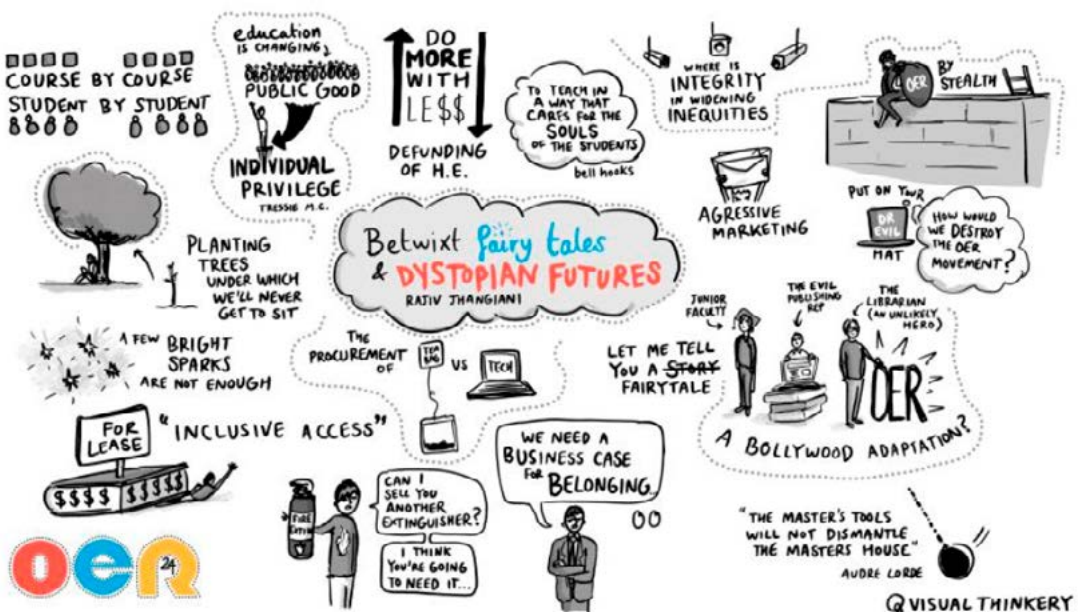 COURSE BY COURSE
STUDENT BY STUDENT
education
IS CHANGING,
PUBLIC GOOD
INDIVIDUAL
PRIVILEGE
TRESSIE M.C.
DO
MORE
WITH
LE$$
DEFUNDING
OF H.E.
TO TEACH IN
A WAY THAT
CARES FOR THE
SOULS
OF THE STUDENTS
bell hooks
WHERE IS
INTEGRITY
IN WIDENING
INEQUITIES
OER
BY
STEALTH
AGRESSIVE
MARKETING
PUT ON YOUR
DR
EVIL
HAT
HOW WOULD
WE DESTROY
THE OER
MOVEMENT?
PLANTING
TREES
UNDER WHICH
WE'LL NEVER
GET TO SIT
Betwixt fairy tales
& DYSTOPIAN FUTURES
RAJIV JHANGIANI
A FEW BRIGHT
SPARKS
ARE NOT ENOUGH
THE
PROCUREMENT
OF
TEA
BAG
VS
TECH
JUNIOR
FACULTY
THE EVIL
PUBLISHING
REP
THE
LIBRARIAN
(AN UNLIKELY
HERO)
LET ME TELL
YOU A STORY
FAIRYTALE
OER
A BOLLYWOOD ADAPTATION?
FOR
LEASE
"INCLUSIVE ACCESS"
$$$$ $$$$$
CAN I
SELL YOU
ANOTHER
EXTINGUISHER?
FIRE
I THINK
YOU'RE GOING
TO NEED IT...
WE NEED A
BUSINESS CASE
FOR BELONGING
"THE MASTER'S TOOLS
WILL NOT DISMANTLE
THE MASTERS HOUSE"
AUDRE LORDE
OER
24
@VISUAL THINKERY